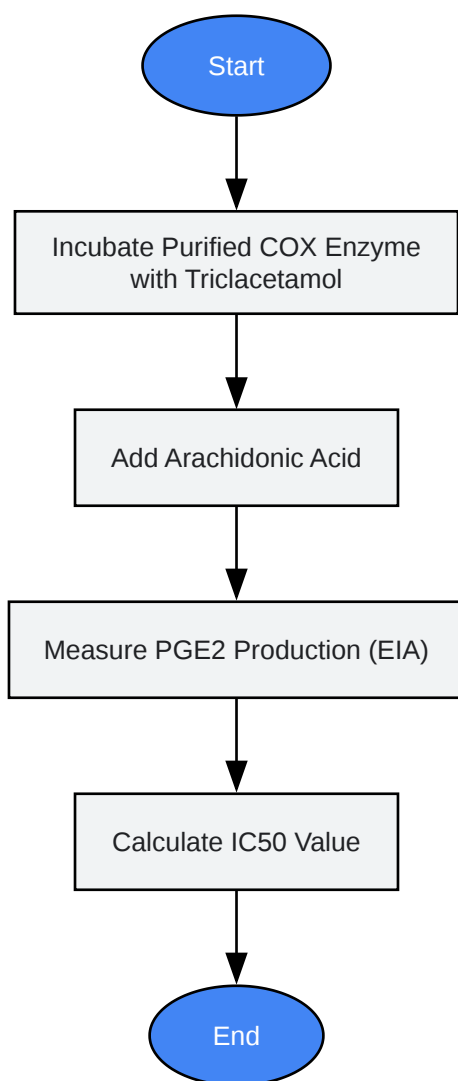 Start
Incubate Purified COX Enzyme
with Triclacetamol
Add Arachidonic Acid
Measure PGE2 Production (EIA)
Calculate IC50 Value
End